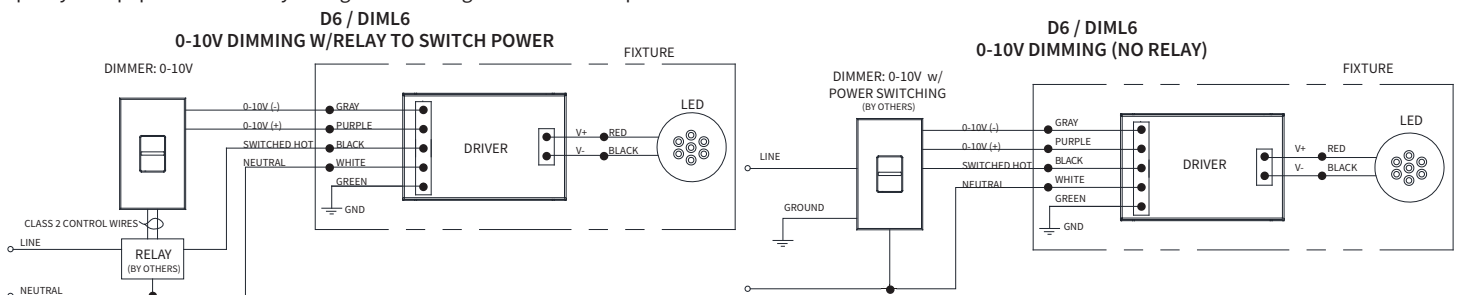 D6 / DIML6
0-10V DIMMING W/RELAY TO SWITCH POWER
FIXTURE
DIMMER: 0-10V
0-10V (-)
GRAY
LED
0-10V (+)
PURPLE
V+
RED
SWITCHED HOT
BLACK
DRIVER
V-
BLACK
NEUTRAL
WHITE
GREEN
GND
CLASS 2 CONTROL WIRES
LINE
RELAY
(BY OTHERS)
NEUTRAL
D6 / DIML6
0-10V DIMMING (NO RELAY)
FIXTURE
DIMMER: 0-10V w/
POWER SWITCHING
(BY OTHERS)
LED
0-10V (-)
GRAY
0-10V (+)
PURPLE
V+
RED
LINE
SWITCHED HOT
BLACK
DRIVER
V-
BLACK
NEUTRAL
WHITE
GREEN
GROUND
GND